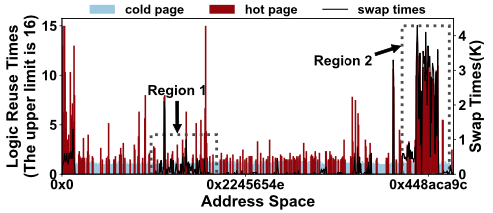 cold page hot page swap times
Logic Reuse Times
(The upper limit is 16)
15
10
5
0
Region 1
Region 2
4
3
2
1
0
Swap Times(K)
0x0 0x2245654e 0x448aca9c
Address Space